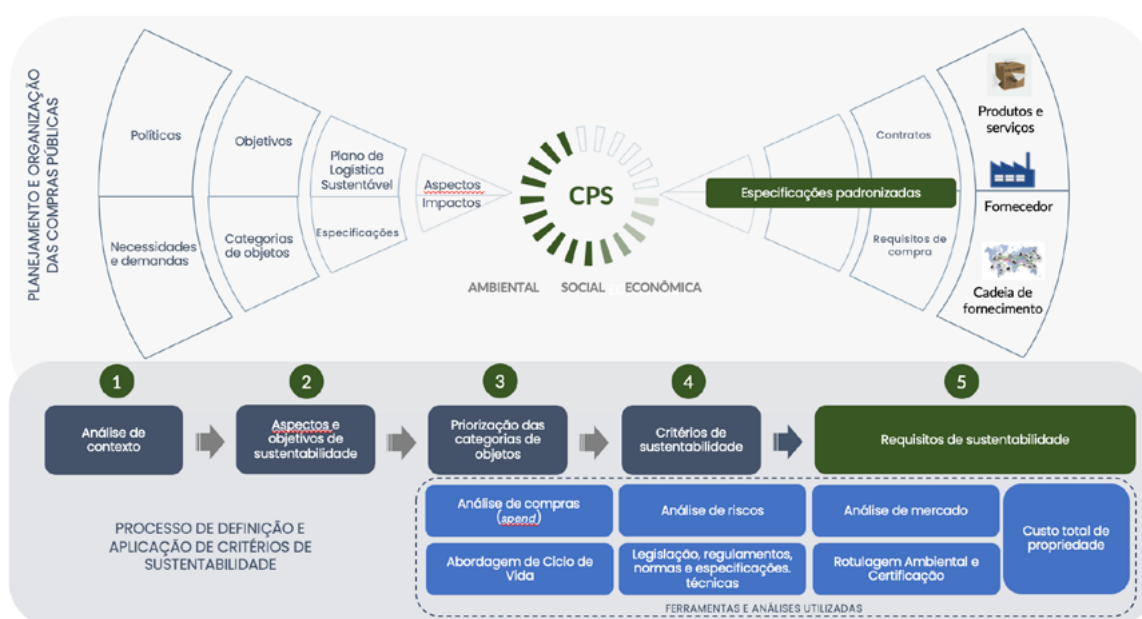 PLANEJAMENTO E ORGANIZAÇÃO
DAS COMPRAS PÚBLICAS
Políticas
Necessidades
e demandas
Objetivos
Categorias
de objetos
Plano de
Logística
Sustentável
Especificações
Aspectos
Impactos
CPS
AMBIENTAL SOCIAL ECONÔMICA
Especificações padronizadas
Contratos
Requisitos de
compra
Produtos e
serviços
Fornecedor
Cadeia de
fornecimento
1
2
3
4
5
Análise de
contexto
Aspectos e
objetivos de
sustentabilidade
Priorização das
categorias de
objetos
Critérios de
sustentabilidade
Requisitos de sustentabilidade
PROCESSO DE DEFINIÇÃO E
APLICAÇÃO DE CRITÉRIOS DE
SUSTENTABILIDADE
Análise de compras
(spend)
Análise de riscos
Análise de mercado
Custo total de
propriedade
Abordagem de Ciclo de
Vida
Legislação, regulamentos,
normas e especificações.
técnicas
Rotulagem Ambiental e
Certificação
FERRAMENTAS E ANÁLISES UTILIZADAS